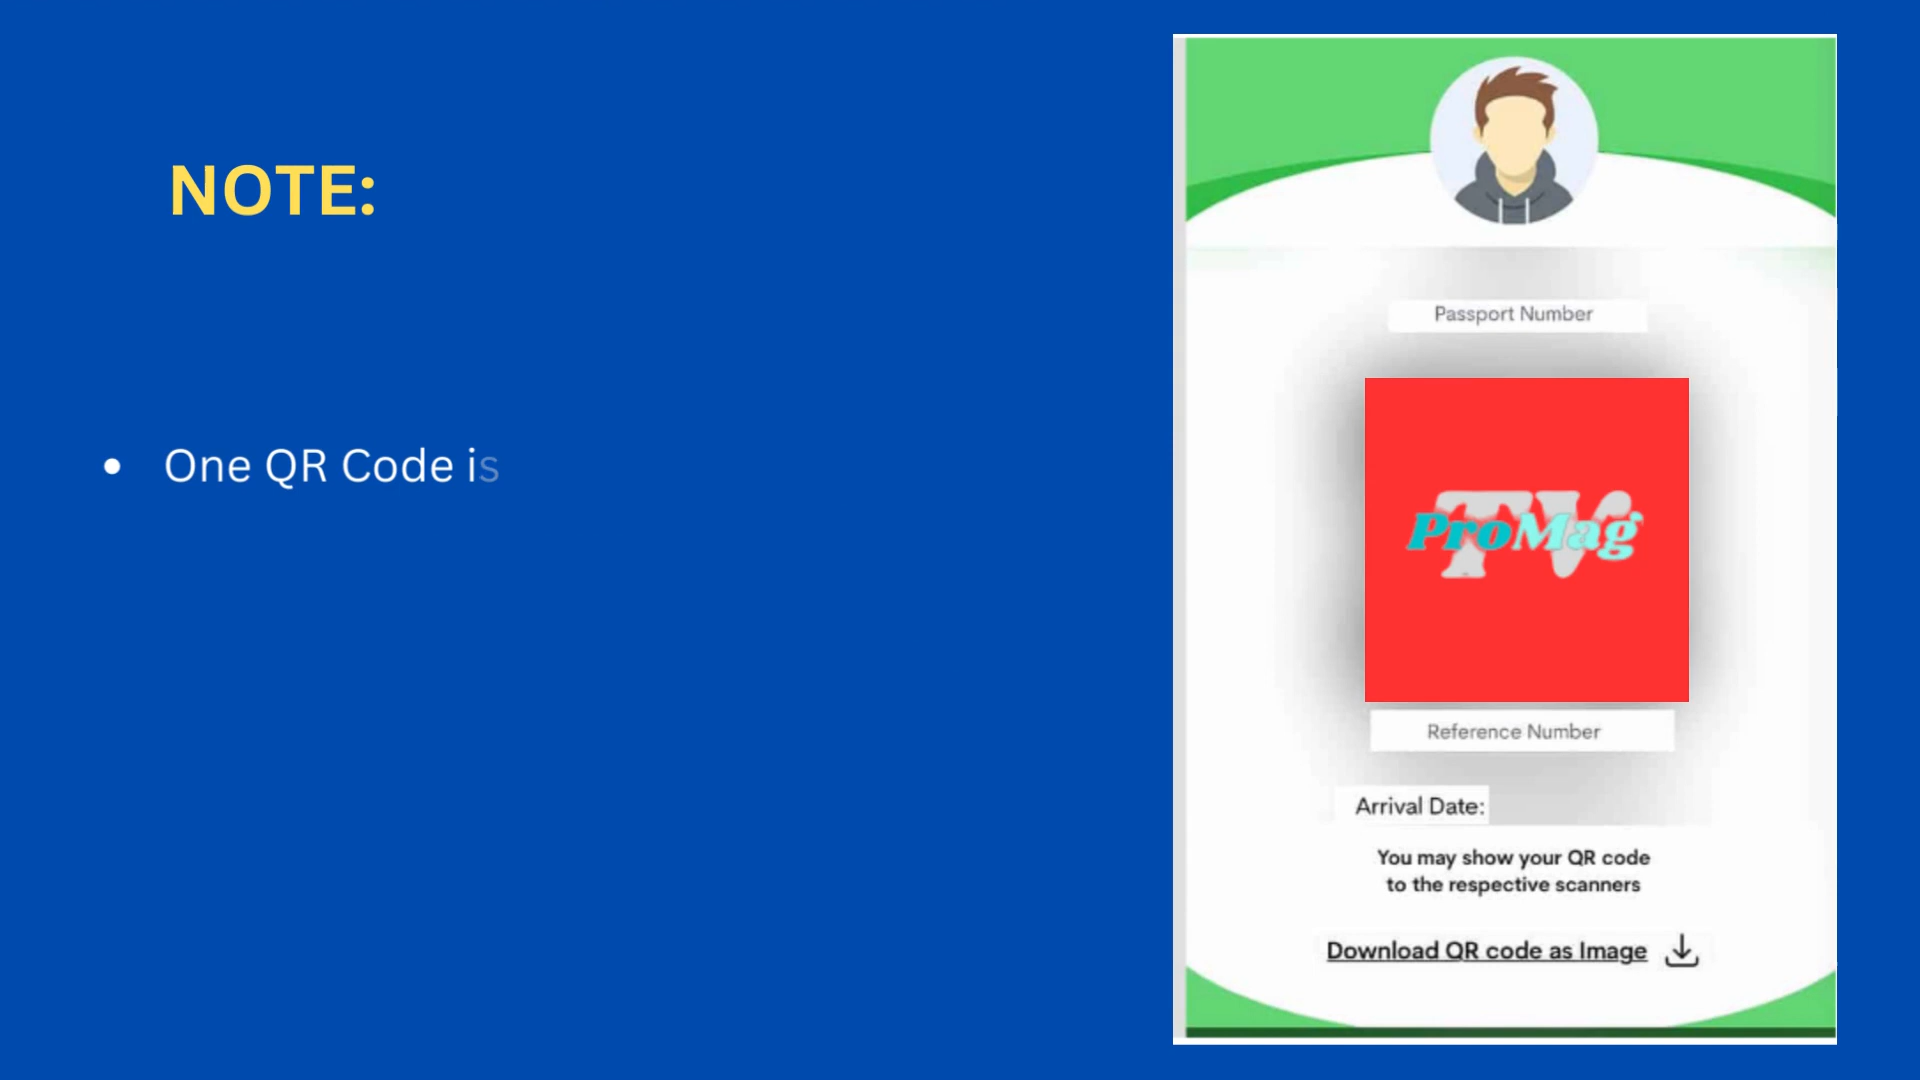 NOTE:
• One QR Code is
Passport Number
TV
ProMag
Reference Number
Arrival Date:
You may show your QR code
to the respective scanners
Download QR code as Image